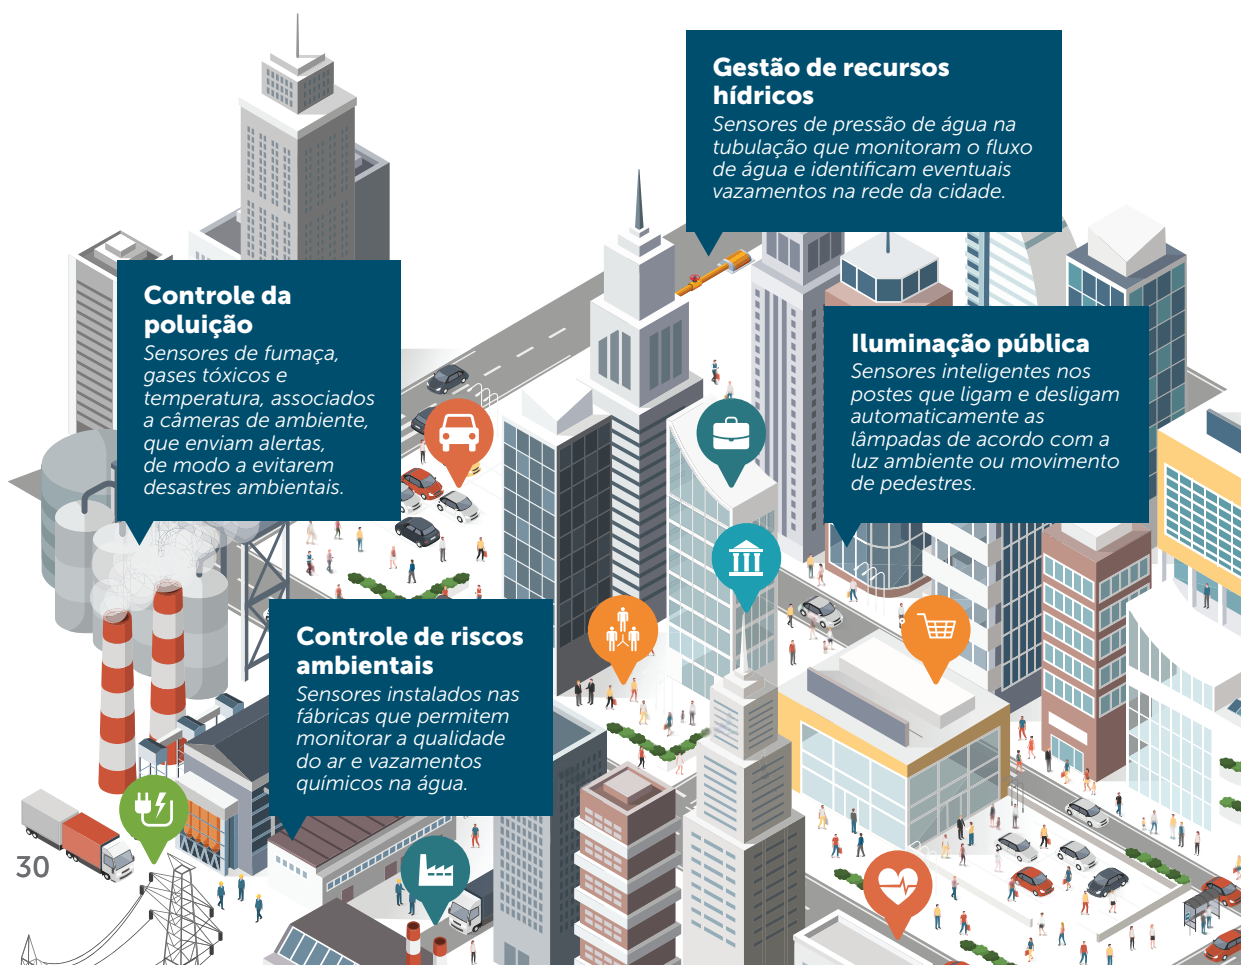 Gestão de recursos
hídricos
Sensores de pressão de água na
tubulação que monitoram o fluxo
de água e identificam eventuais
vazamentos na rede da cidade.
Controle da
poluição
Sensores de fumaça,
gases tóxicos e
temperatura, associados
a câmeras de ambiente,
que enviam alertas,
de modo a evitarem
desastres ambientais.
Iluminação pública
Sensores inteligentes nos
postes que ligam e desligam
automaticamente as
lâmpadas de acordo com a
luz ambiente ou movimento
de pedestres.
Controle de riscos
ambientais
Sensores instalados nas
fábricas que permitem
monitorar a qualidade
do ar e vazamentos
químicos na água.
30